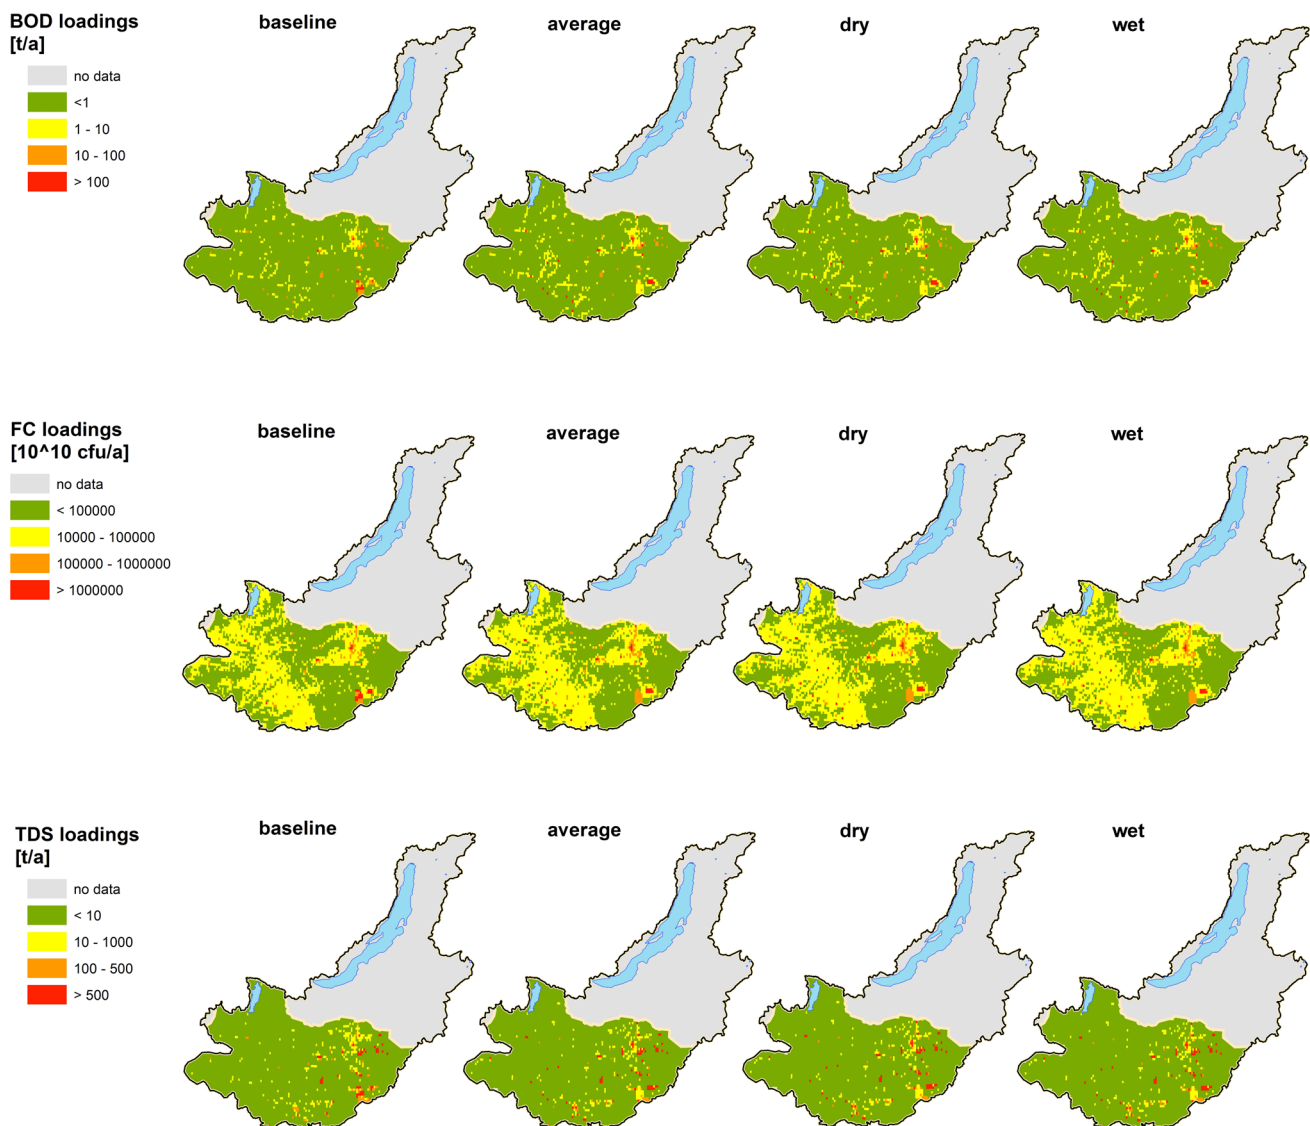 BOD loadings
[t/a]
baseline
average
dry
wet
no data
<1
1 - 10
10 - 100
> 100
FC loadings
[10^10 cfu/a]
baseline
average
dry
wet
no data
< 100000
10000 - 100000
100000 - 1000000
> 1000000
TDS loadings
[t/a]
baseline
average
dry
wet
no data
< 10
10 - 1000
100 - 500
> 500